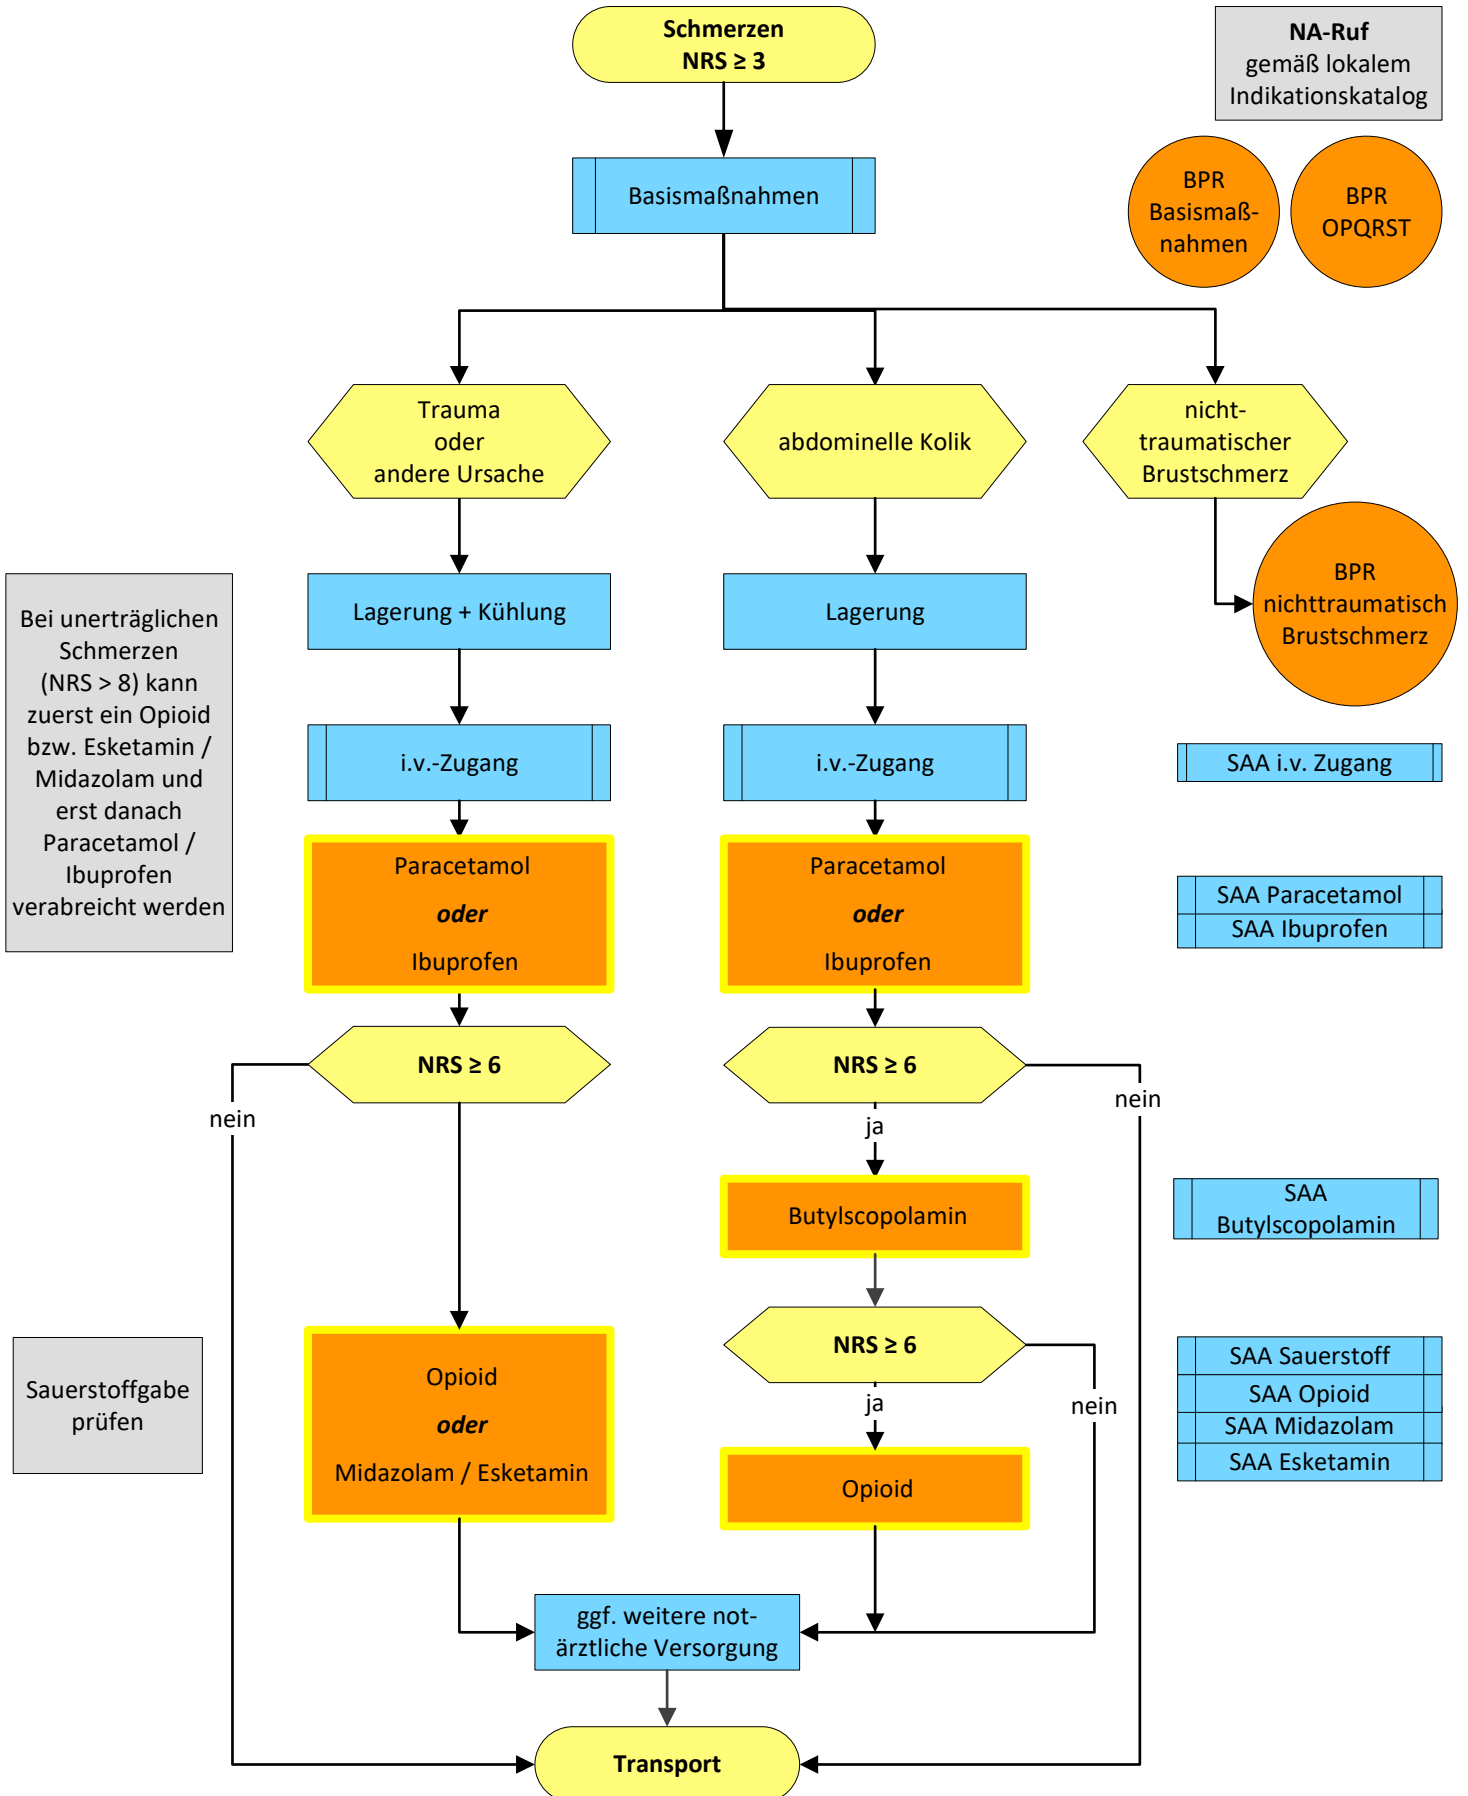 Schmerzen
NRS ≥ 3
NA-Ruf
gemäß lokalem
Indikationskatalog
Basismaßnahmen
BPR
Basismaß-
nahmen
BPR
OPQRST
Trauma
oder
andere Ursache
abdominelle Kolik
nicht-
traumatischer
Brustschmerz
Bei unerträglichen
Schmerzen
(NRS > 8) kann
zuerst ein Opioid
bzw. Esketamin /
Midazolam und
erst danach
Paracetamol /
Ibuprofen
verabreicht werden
Lagerung + Kühlung
Lagerung
BPR
nichttraumatisch
Brustschmerz
i.v.-Zugang
i.v.-Zugang
SAA i.v. Zugang
Paracetamol
oder
Ibuprofen
Paracetamol
oder
Ibuprofen
SAA Paracetamol
SAA Ibuprofen
NRS ≥ 6
NRS ≥ 6
nein
ja
nein
Butylscopolamin
SAA
Butylscopolamin
Sauerstoffgabe
prüfen
Opioid
oder
Midazolam / Esketamin
NRS ≥ 6
ja
nein
Opioid
SAA Sauerstoff
SAA Opioid
SAA Midazolam
SAA Esketamin
ggf. weitere not-
ärztliche Versorgung
Transport